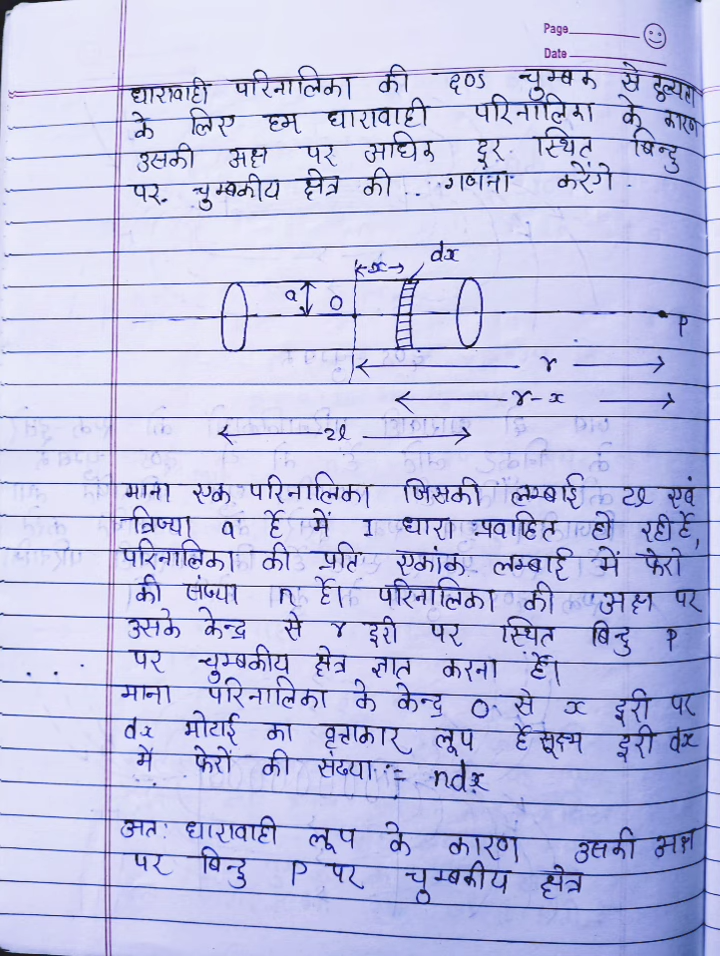 Page
Date
धारावाही परिनालिका की दण्ड चुम्बक से तुल्यता
के लिए हम धारावाही परिनालिका के कारण
उसकी अक्ष पर अधिक दूर स्थित बिन्दु
पर चुम्बकीय क्षेत्र की गणना करेंगे
x dx
a O P
r
r-x
2l
माना एक परिनालिका जिसकी लम्बाई 2l एवं
त्रिज्या a है में I धारा प्रवाहित हो रही है,
परिनालिका की प्रति एकांक लम्बाई में फेरो
की संख्या n है। परिनालिका की अक्ष पर
उसके केन्द्र से r दूरी पर स्थित बिन्दु P
पर चुम्बकीय क्षेत्र ज्ञात करना है।
माना परिनालिका के केन्द्र O से x दूरी पर
dx मोटाई का वृत्ताकार लूप है सूक्ष्म दूरी dx
में फेरो की संख्या = ndx
अतः धारावाही लूप के कारण उसकी अक्ष
पर बिन्दु P पर चुम्बकीय क्षेत्र